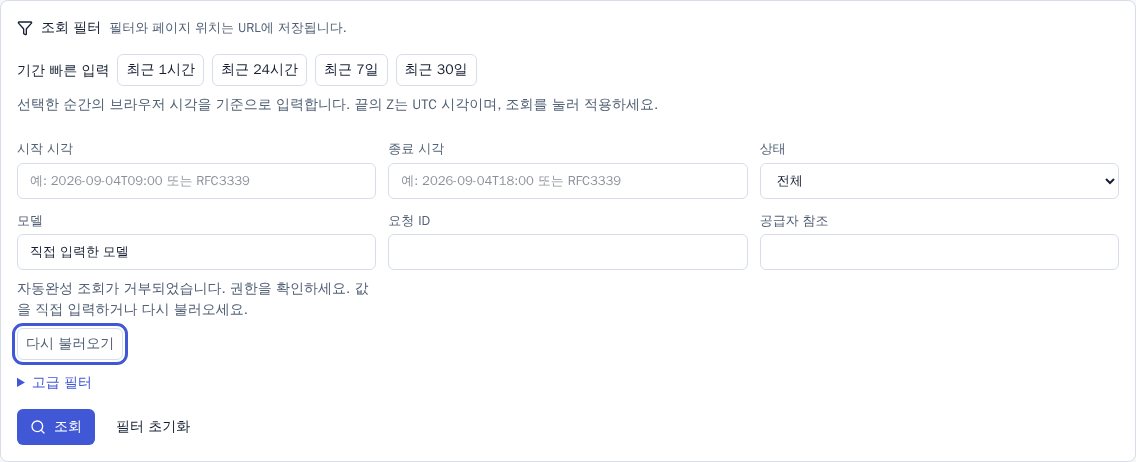 조회 필터 필터와 페이지 위치는 URL에 저장됩니다.
기간 빠른 입력 최근 1시간 최근 24시간 최근 7일 최근 30일
선택한 순간의 브라우저 시각을 기준으로 입력합니다. 끝의 Z는 UTC 시각이며, 조회를 눌러 적용하세요.
시작 시각 종료 시각 상태
예: 2026-09-04T09:00 또는 RFC3339 예: 2026-09-04T18:00 또는 RFC3339 전체
모델 요청 ID 공급자 참조
직접 입력한 모델
자동완성 조회가 거부되었습니다. 권한을 확인하세요. 값
을 직접 입력하거나 다시 불러오세요.
다시 불러오기
고급 필터
조회 필터 초기화